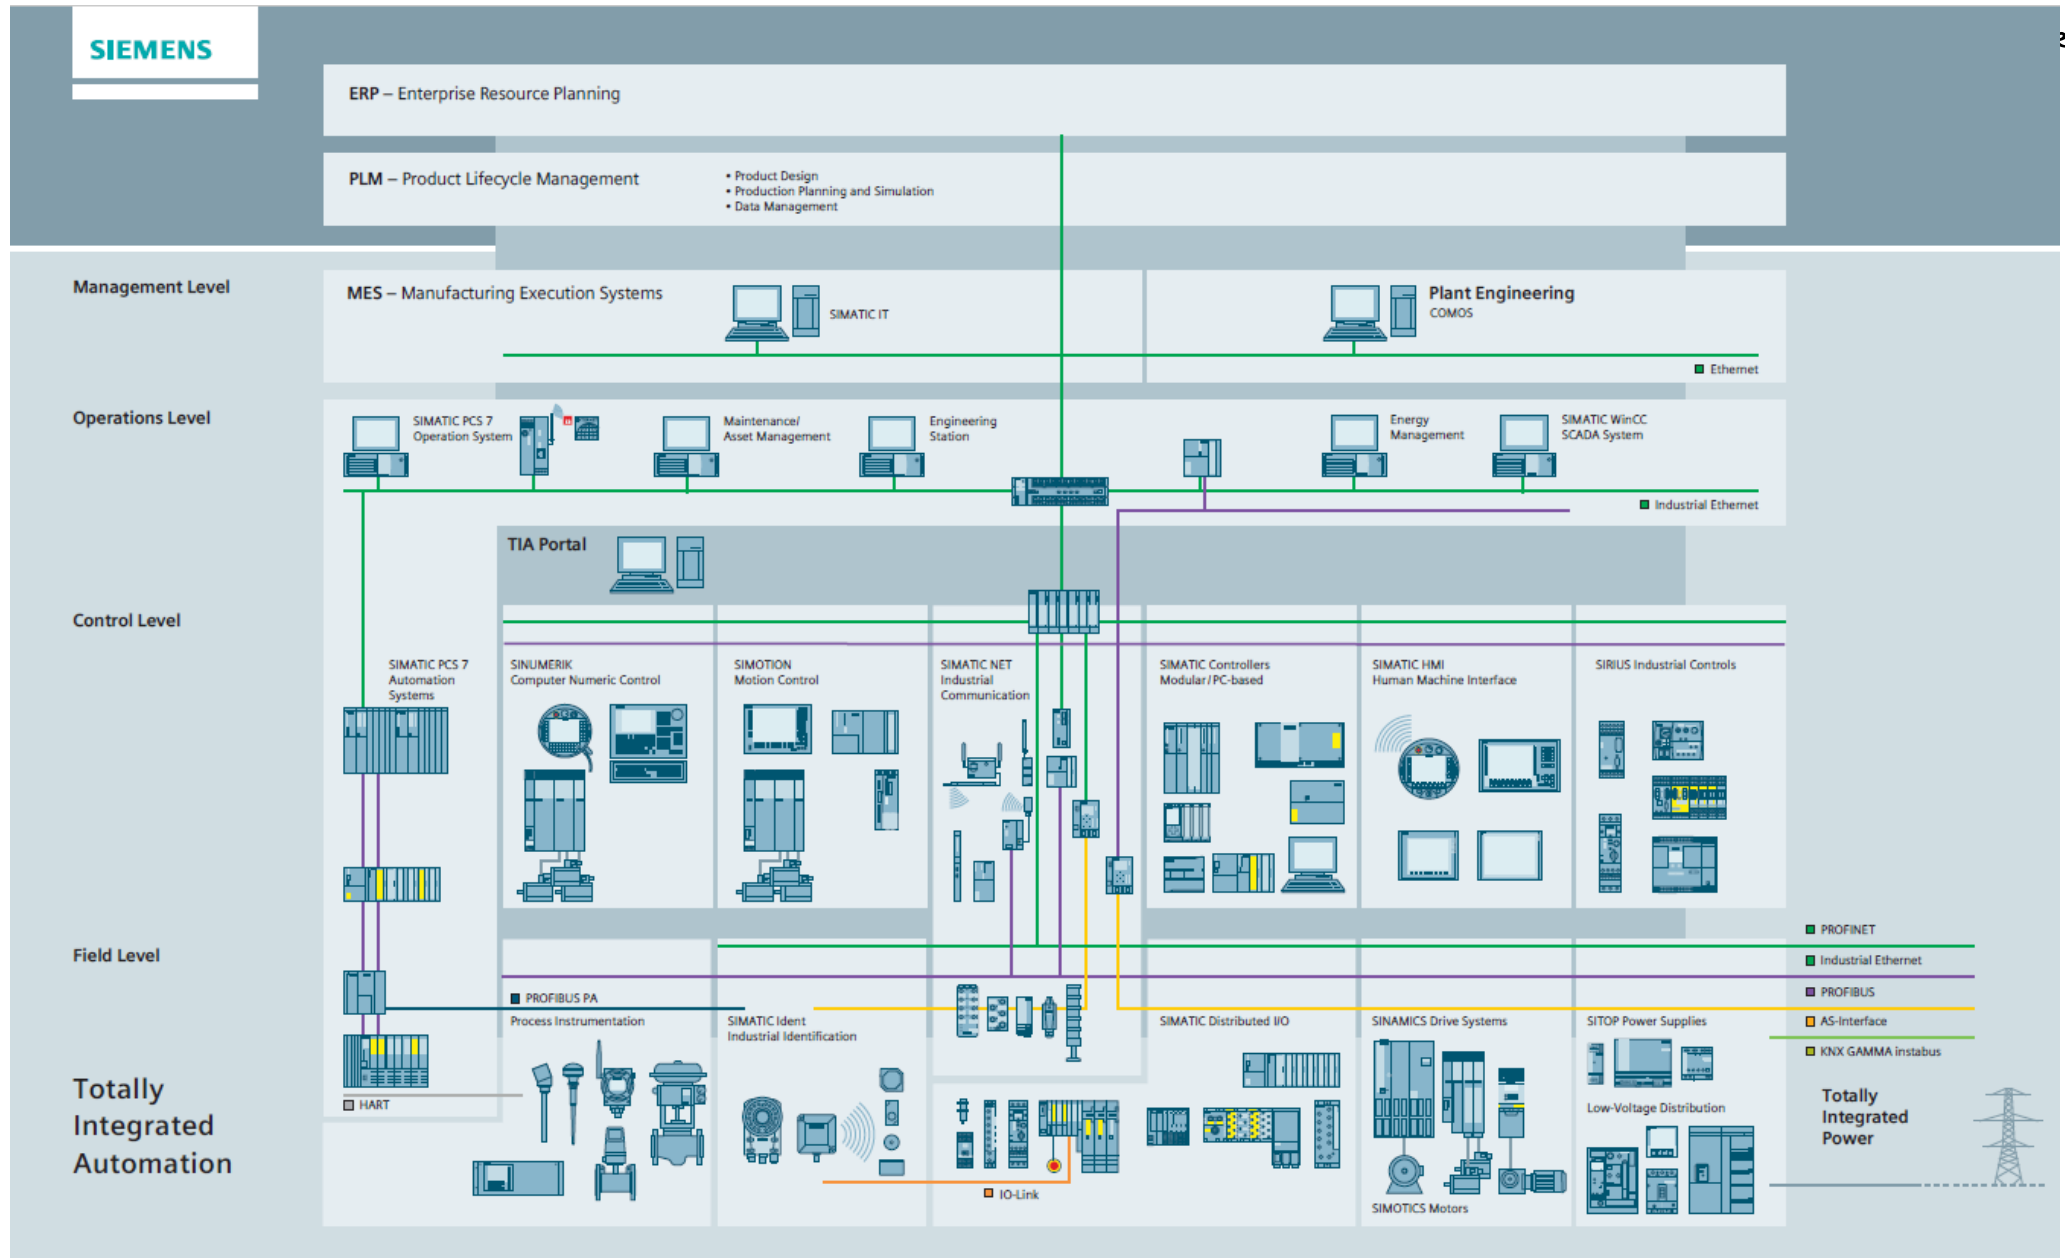 SIEMENS
ERP – Enterprise Resource Planning
PLM – Product Lifecycle Management
• Product Design
• Production Planning and Simulation
• Data Management
Management Level
MES – Manufacturing Execution Systems
SIMATIC IT
Plant Engineering
COMOS
Ethernet
Operations Level
SIMATIC PCS 7
Operation System
Maintenance/
Asset Management
Engineering
Station
Energy
Management
SIMATIC WinCC
SCADA System
Industrial Ethernet
TIA Portal
Control Level
SIMATIC PCS 7
Automation
Systems
SINUMERIK
Computer Numeric Control
SIMOTION
Motion Control
SIMATIC NET
Industrial
Communication
SIMATIC Controllers
Modular/PC-based
SIMATIC HMI
Human Machine Interface
SIRIUS Industrial Controls
Field Level
PROFINET
Industrial Ethernet
PROFIBUS
AS-Interface
KNX GAMMA instabus
PROFIBUS PA
Process Instrumentation
SIMATIC Ident
Industrial Identification
SIMATIC Distributed I/O
SINAMICS Drive Systems
SITOP Power Supplies
HART
IO-Link
SIMOTICS Motors
Low-Voltage Distribution
Totally
Integrated
Automation
Totally
Integrated
Power